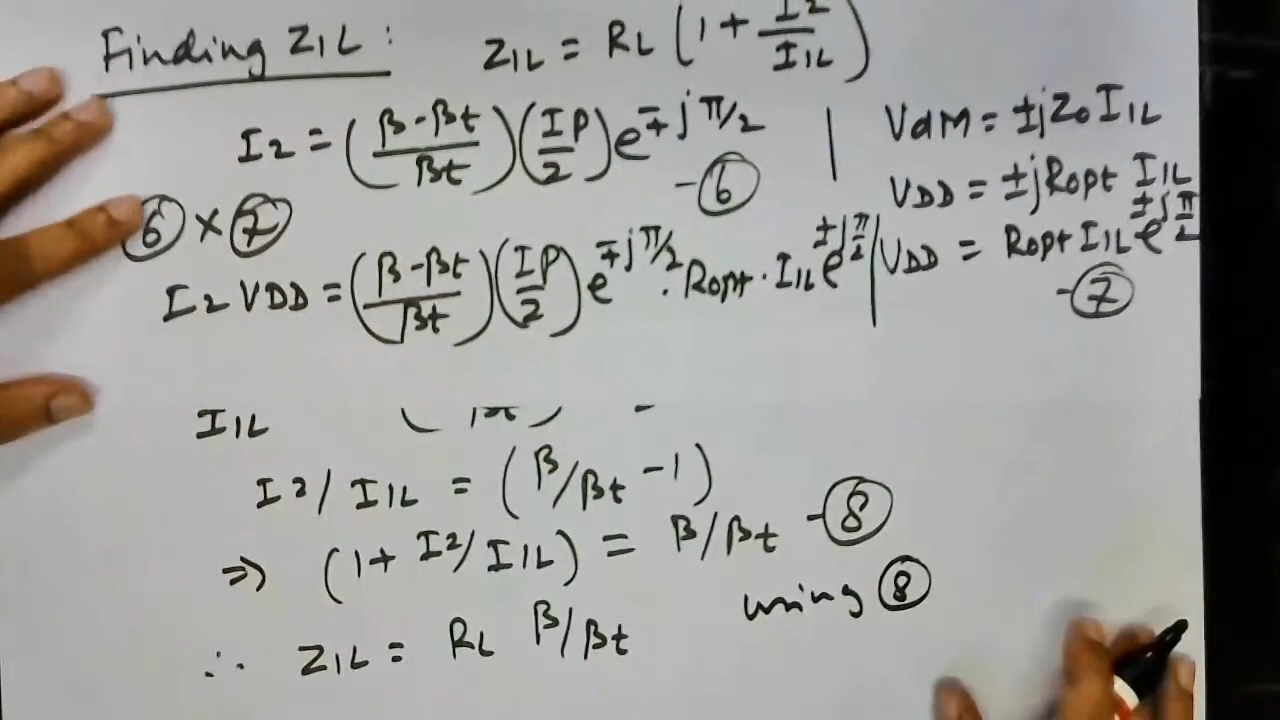 Finding Z1L : Z1L = RL (1 + I2/I1L)
I2 = ((β-βt)/βt) (IP/2) e^∓jπ/2 -⑥
VdM = ±jZo I1L
VDD = ±jRopt I1L
VDD = Ropt I1L e^±jπ/2 -⑦
⑥ x ⑦
I2 VDD = ((β-βt)/βt) (IP/2) e^∓jπ/2 . Ropt . I1L e^±jπ/2
I1L
I2/I1L = (β/βt -1)
⇒ (1+ I2/I1L) = β/βt -⑧
∴ Z1L = RL β/βt using ⑧